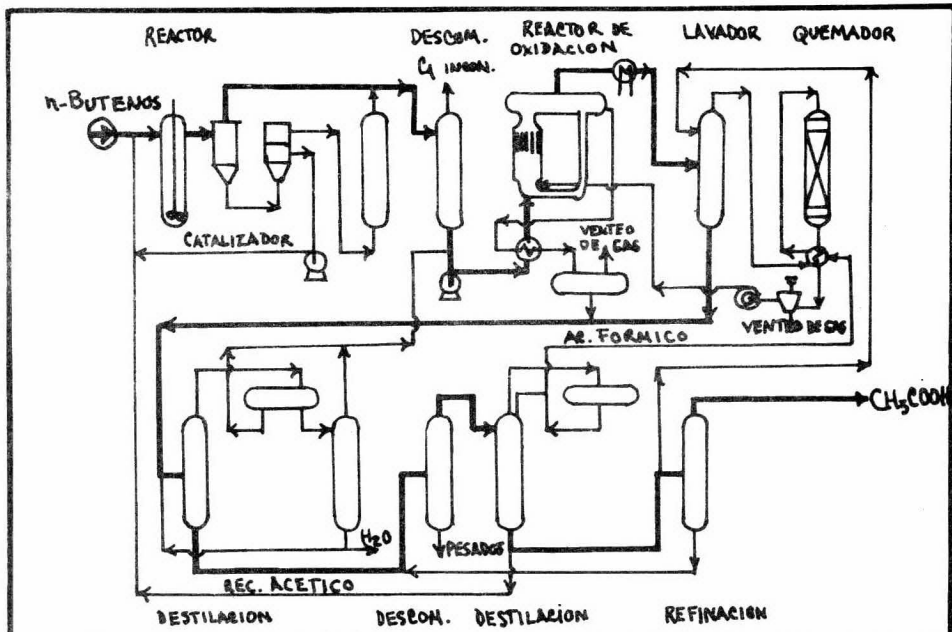 REACTOR
DESCOM.
C4 INCON.
REACTOR DE
OXIDACION
LAVADOR
QUEMADOR
n-BUTENOS
CATALIZADOR
VENTEO
DE GAS
VENTEO DE GAS
AC. FORMICO
CH3COOH
H2O
PESADOS
REC. ACETICO
DESTILACION
DESCOM.
DESTILACION
REFINACION